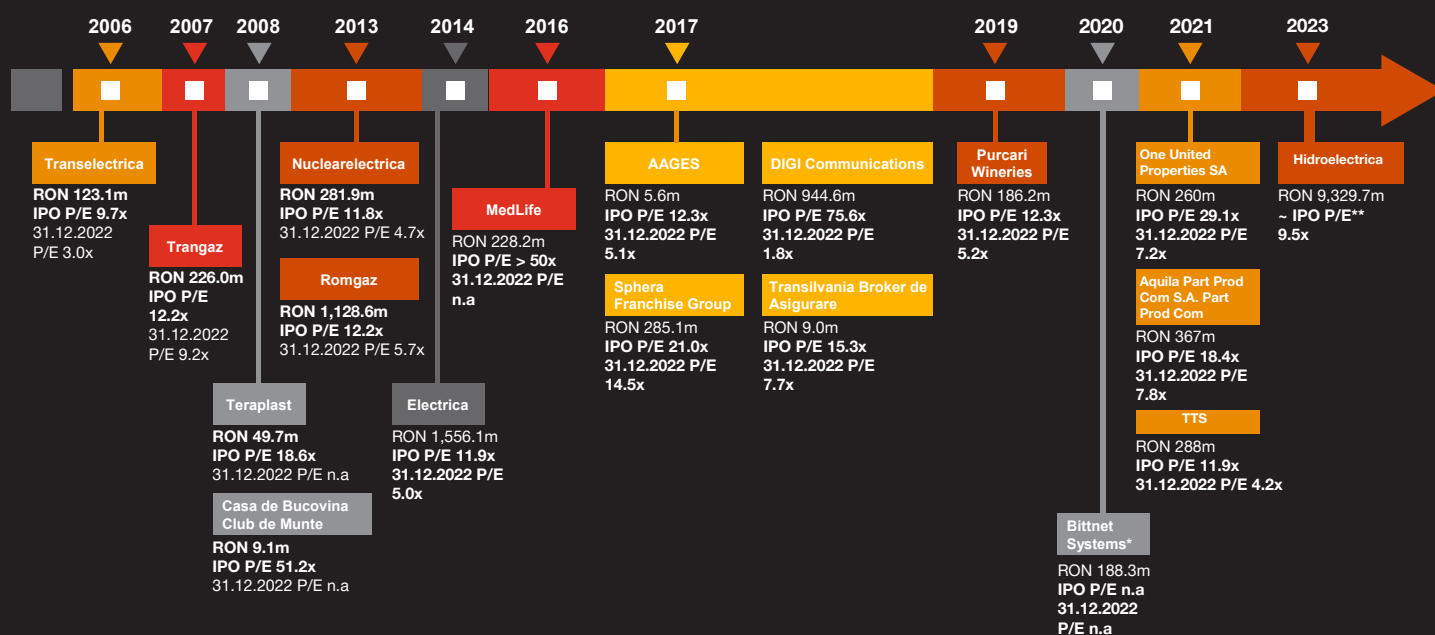 2006
2007
2008
2013
2014
2016
2017
2019
2020
2021
2023
Transelectrica
RON 123.1m
IPO P/E 9.7x
31.12.2022
P/E 3.0x
Trangaz
RON 226.0m
IPO P/E
12.2x
31.12.2022
P/E 9.2x
Teraplast
RON 49.7m
IPO P/E 18.6x
31.12.2022 P/E n.a
Casa de Bucovina
Club de Munte
RON 9.1m
IPO P/E 51.2x
31.12.2022 P/E n.a
Nuclearelectrica
RON 281.9m
IPO P/E 11.8x
31.12.2022 P/E 4.7x
Romgaz
RON 1,128.6m
IPO P/E 12.2x
31.12.2022 P/E 5.7x
Electrica
RON 1,556.1m
IPO P/E 11.9x
31.12.2022 P/E
5.0x
MedLife
RON 228.2m
IPO P/E > 50x
31.12.2022 P/E
n.a
AAGES
RON 5.6m
IPO P/E 12.3x
31.12.2022 P/E
5.1x
Sphera
Franchise Group
RON 285.1m
IPO P/E 21.0x
31.12.2022 P/E
14.5x
DIGI Communications
RON 944.6m
IPO P/E 75.6x
31.12.2022 P/E
1.8x
Transilvania Broker de
Asigurare
RON 9.0m
IPO P/E 15.3x
31.12.2022 P/E
7.7x
Purcari
Wineries
RON 186.2m
IPO P/E 12.3x
31.12.2022 P/E
5.2x
Bittnet
Systems*
RON 188.3m
IPO P/E n.a
31.12.2022
P/E n.a
One United
Properties SA
RON 260m
IPO P/E 29.1x
31.12.2022 P/E
7.2x
Aquila Part Prod
Com S.A. Part
Prod Com
RON 367m
IPO P/E 18.4x
31.12.2022 P/E
7.8x
TTS
RON 288m
IPO P/E 11.9x
31.12.2022 P/E 4.2x
Hidroelectrica
RON 9,329.7m
~ IPO P/E**
9.5x